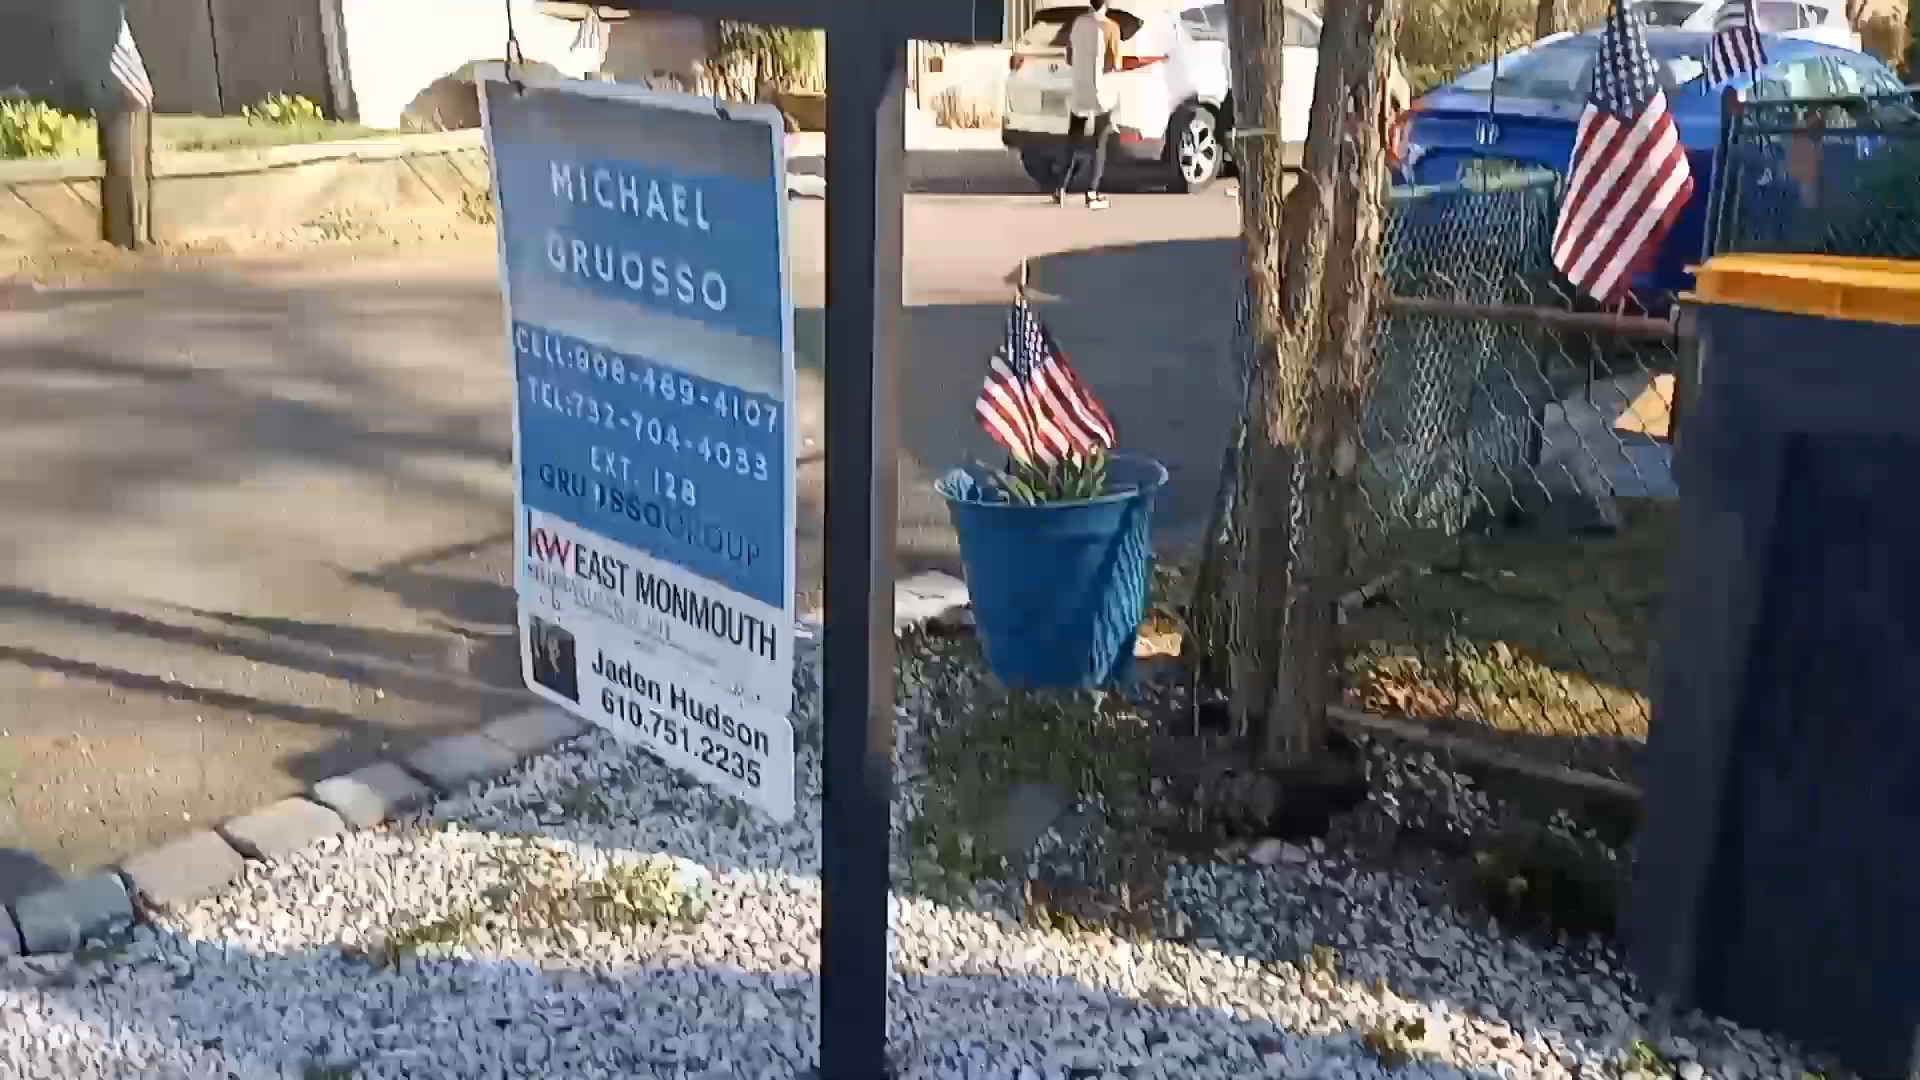 MICHAEL
GRUOSSO
CELL:908-489-4107
TEL:732-704-4033
EXT. 128
GRUOSSOGROUP
kw EAST MONMOUTH
Jaden Hudson
610.751.2235